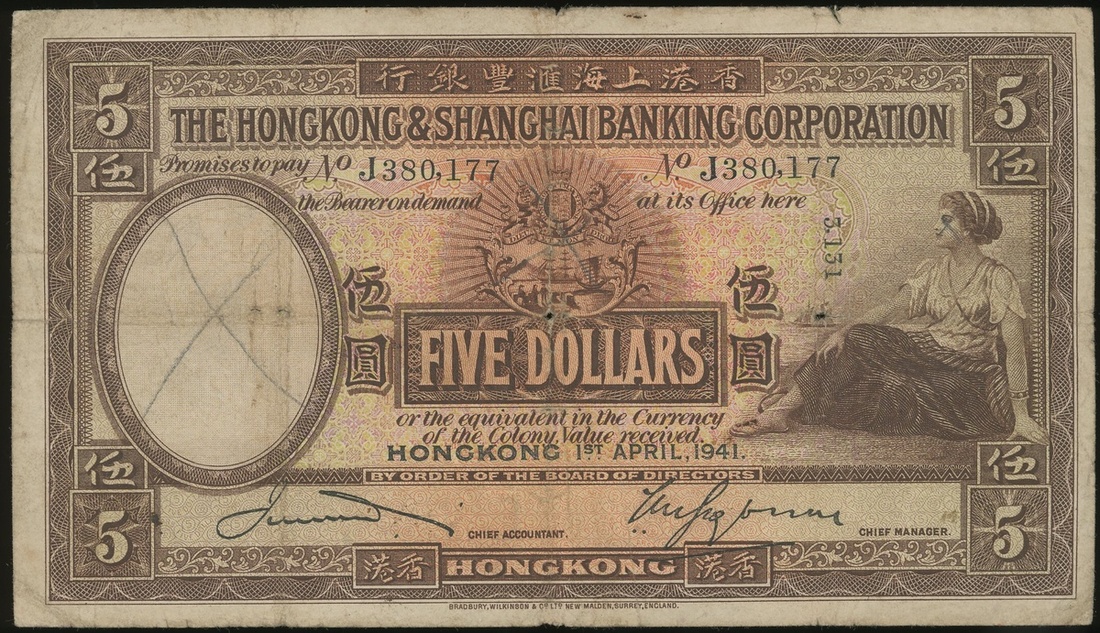 行銀豐滙海上港香
5 5
THE HONGKONG & SHANGHAI BANKING CORPORATION
伍 伍
Promises to pay No J380,177 No J380,177
the Bearer on demand at its Office here
3.131
伍圓 伍圓
FIVE DOLLARS
or the equivalent in the Currency
of the Colony, Value received.
HONGKONG 1ST APRIL, 1941.
伍 伍
BY ORDER OF THE BOARD OF DIRECTORS
5 5
CHIEF ACCOUNTANT. CHIEF MANAGER.
港香 HONGKONG 港香
BRADBURY, WILKINSON & Co LTD NEW MALDEN, SURREY, ENGLAND.